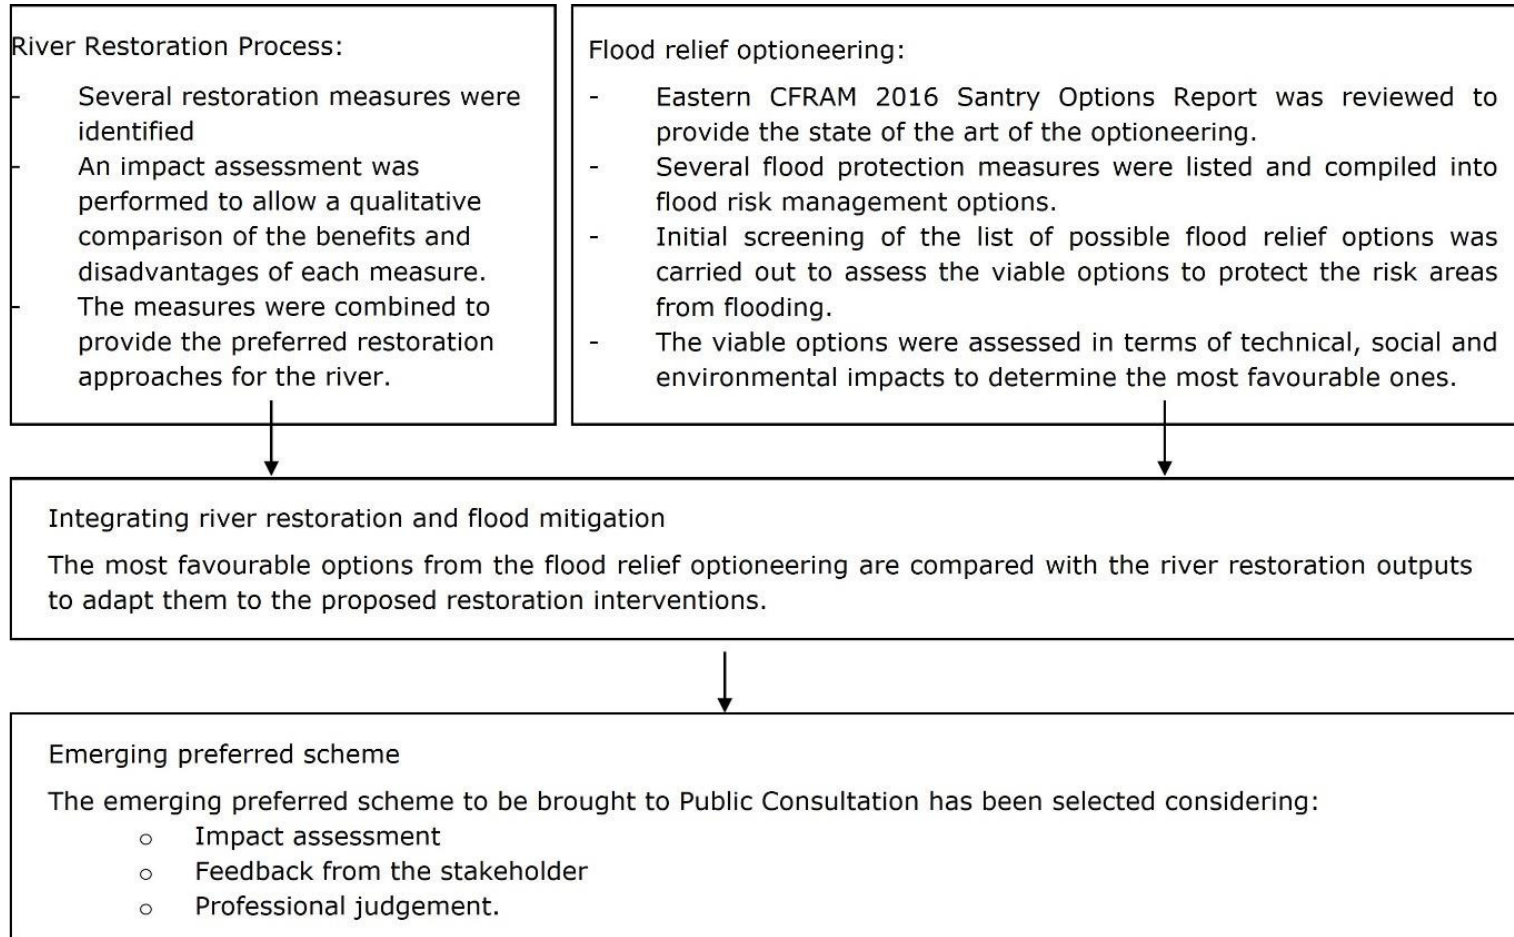 River Restoration Process:
- Several restoration measures were
identified
- An impact assessment was
performed to allow a qualitative
comparison of the benefits and
disadvantages of each measure.
- The measures were combined to
provide the preferred restoration
approaches for the river.
Flood relief optioneering:
- Eastern CFRAM 2016 Santry Options Report was reviewed to
provide the state of the art of the optioneering.
- Several flood protection measures were listed and compiled into
flood risk management options.
- Initial screening of the list of possible flood relief options was
carried out to assess the viable options to protect the risk areas
from flooding.
- The viable options were assessed in terms of technical, social and
environmental impacts to determine the most favourable ones.
Integrating river restoration and flood mitigation
The most favourable options from the flood relief optioneering are compared with the river restoration outputs
to adapt them to the proposed restoration interventions.
Emerging preferred scheme
The emerging preferred scheme to be brought to Public Consultation has been selected considering:
o Impact assessment
o Feedback from the stakeholder
o Professional judgement.